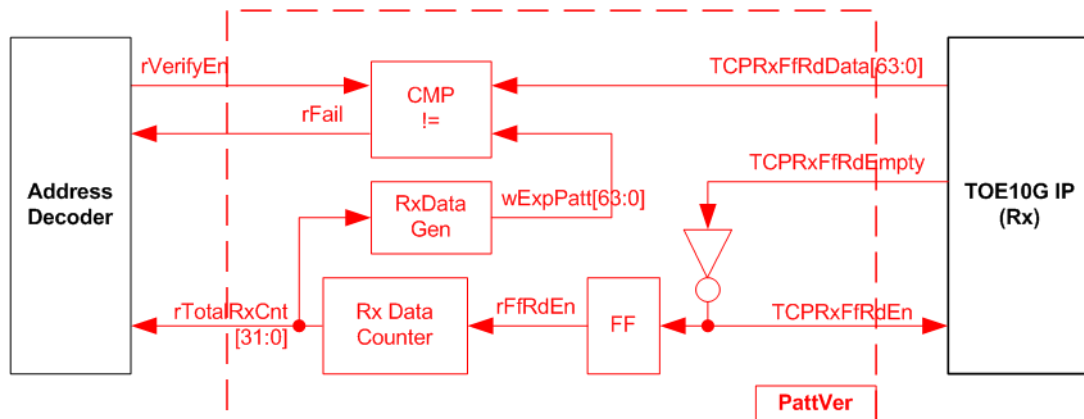 rVerifyEn
TCPRxFfRdData[63:0]
CMP
!=
rFail
TCPRxFfRdEmpty
Address
Decoder
RxData
Gen
wExpPatt[63:0]
TOE10G IP
(Rx)
rTotalRxCnt
[31:0]
Rx Data
Counter
rFfRdEn
FF
TCPRxFfRdEn
PattVer